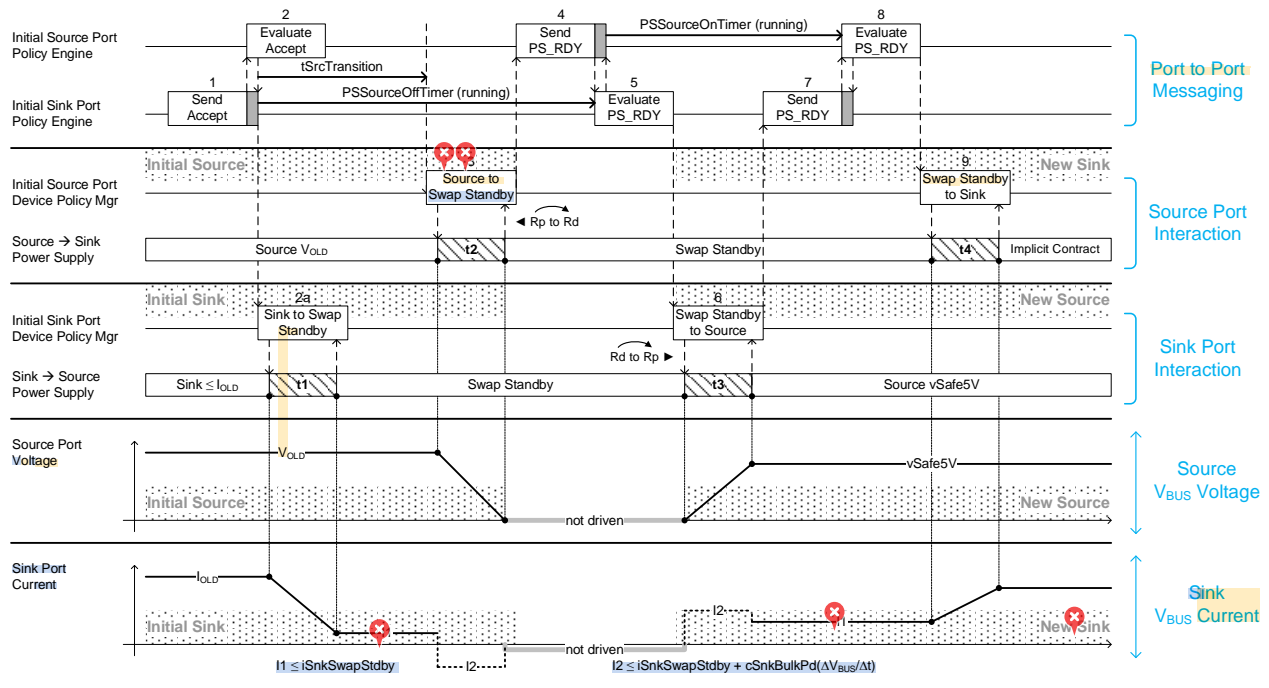 2
4
PSSourceOnTimer (running)
8
Initial Source Port
Policy Engine
Evaluate
Accept
Send
PS_RDY
Evaluate
PS_RDY
Port to Port
Messaging
tSrcTransition
1
PSSourceOffTimer (running)
5
7
Initial Sink Port
Policy Engine
Send
Accept
Evaluate
PS_RDY
Send
PS_RDY
Initial Source
New Sink
9
Initial Source Port
Device Policy Mgr
Source to
Swap Standby
Swap Standby
to Sink
Rp to Rd
Source Port
Interaction
Source → Sink
Power Supply
Source VOLD
t2
Swap Standby
t4
Implicit Contract
Initial Sink
New Source
2a
6
Initial Sink Port
Device Policy Mgr
Sink to Swap
Standby
Swap Standby
to Source
Rd to Rp
Sink Port
Interaction
Sink → Source
Power Supply
Sink ≤ IOLD
t1
Swap Standby
t3
Source vSafe5V
Source Port
Voltage
VOLD
vSafe5V
Initial Source
New Source
not driven
Source
VBUS Voltage
Sink Port
Current
IOLD
I2
Initial Sink
New Sink
not driven
I2
Sink
VBUS Current
I1 ≤ iSnkSwapStdby
I2 ≤ iSnkSwapStdby + cSnkBulkPd(ΔVBUS/Δt)